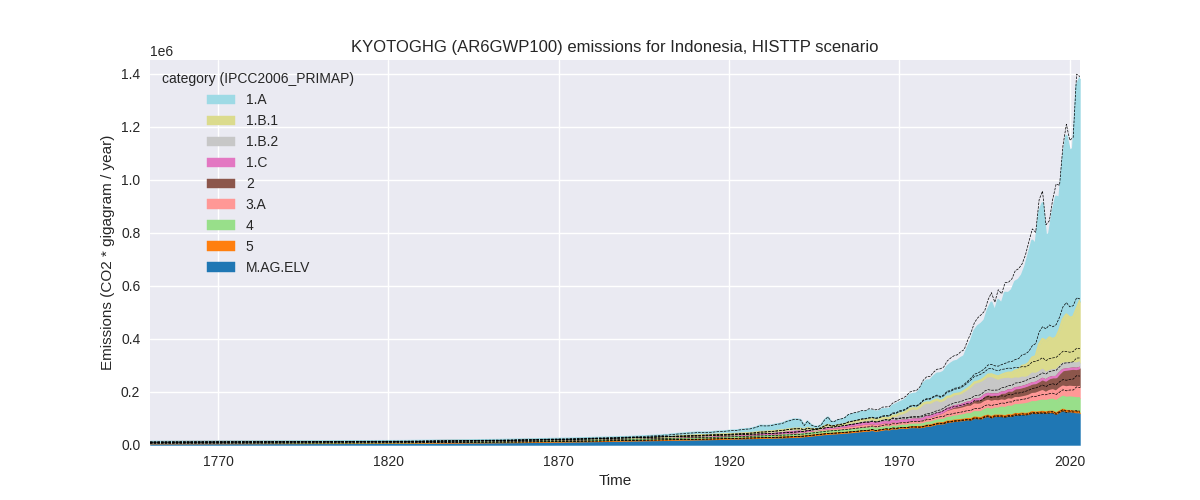 KYOTOGHG (AR6GWP100) emissions for Indonesia, HISTTP scenario
1e6
category (IPCC2006_PRIMAP)
1.A
1.B.1
1.B.2
1.C
2
3.A
4
5
M.AG.ELV
Emissions (CO2 * gigagram / year)
1.4
1.2
1.0
0.8
0.6
0.4
0.2
0.0
1770
1820
1870
1920
1970
2020
Time